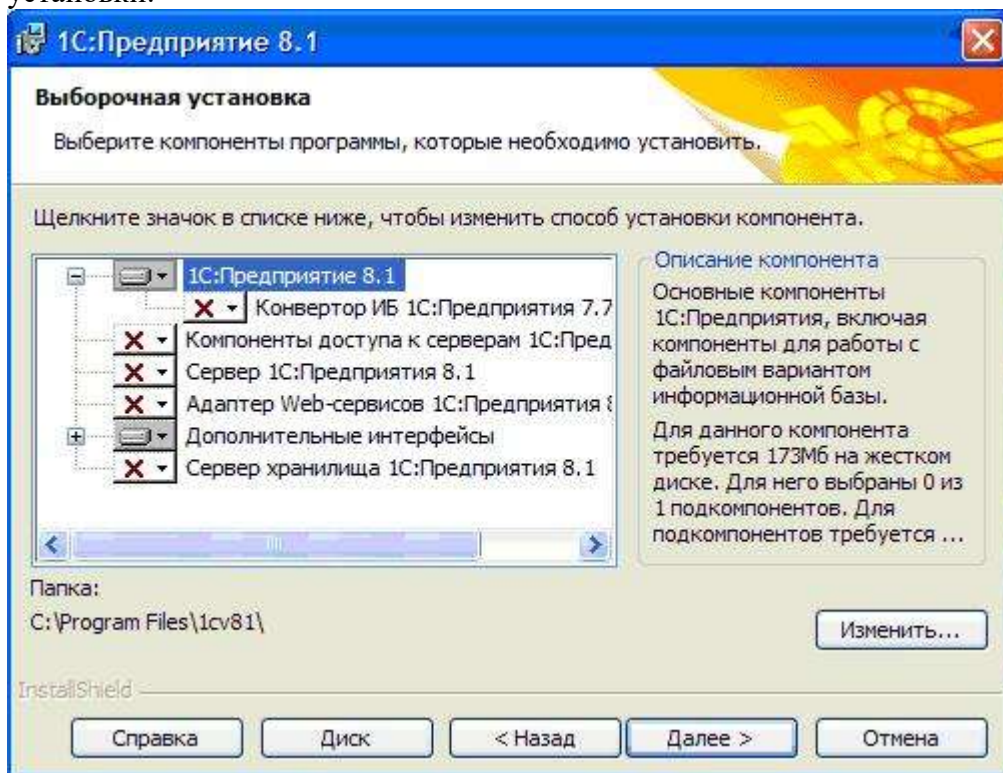 установки.
1С:Предприятие 8.1
Выборочная установка
Выберите компоненты программы, которые необходимо установить.
Щелкните значок в списке ниже, чтобы изменить способ установки компонента.
1С:Предприятие 8.1
Конвертор ИБ 1С:Предприятия 7.7
Компоненты доступа к серверам 1С:Пред
Сервер 1С:Предприятия 8.1
Адаптер Web-сервисов 1С:Предприятия 8
Дополнительные интерфейсы
Сервер хранилища 1С:Предприятия 8.1
Описание компонента
Основные компоненты
1С:Предприятия, включая
компоненты для работы с
файловым вариантом
информационной базы.
Для данного компонента
требуется 173Мб на жестком
диске. Для него выбраны 0 из
1 подкомпонентов. Для
подкомпонентов требуется ...
Папка:
C:\Program Files\1cv81\
Изменить...
InstallShield
Справка
Диск
< Назад
Далее >
Отмена